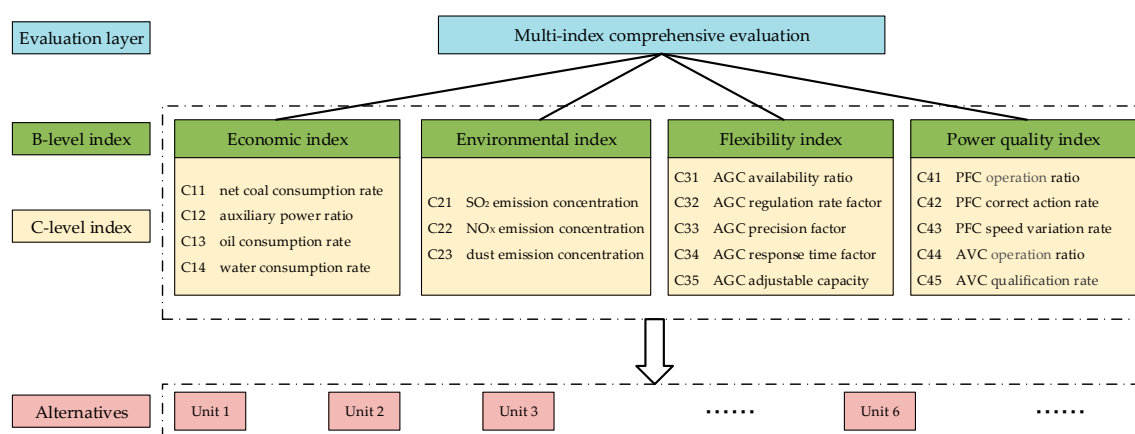 Evaluation layer
Multi-index comprehensive evaluation
B-level index
Economic index
Environmental index
Flexibility index
Power quality index
C-level index
C11 net coal consumption rate
C12 auxiliary power ratio
C13 oil consumption rate
C14 water consumption rate
C21 SO₂ emission concentration
C22 NOx emission concentration
C23 dust emission concentration
C31 AGC availability ratio
C32 AGC regulation rate factor
C33 AGC precision factor
C34 AGC response time factor
C35 AGC adjustable capacity
C41 PFC operation ratio
C42 PFC correct action rate
C43 PFC speed variation rate
C44 AVC operation ratio
C45 AVC qualification rate
Alternatives
Unit 1
Unit 2
Unit 3
······
Unit 6
······